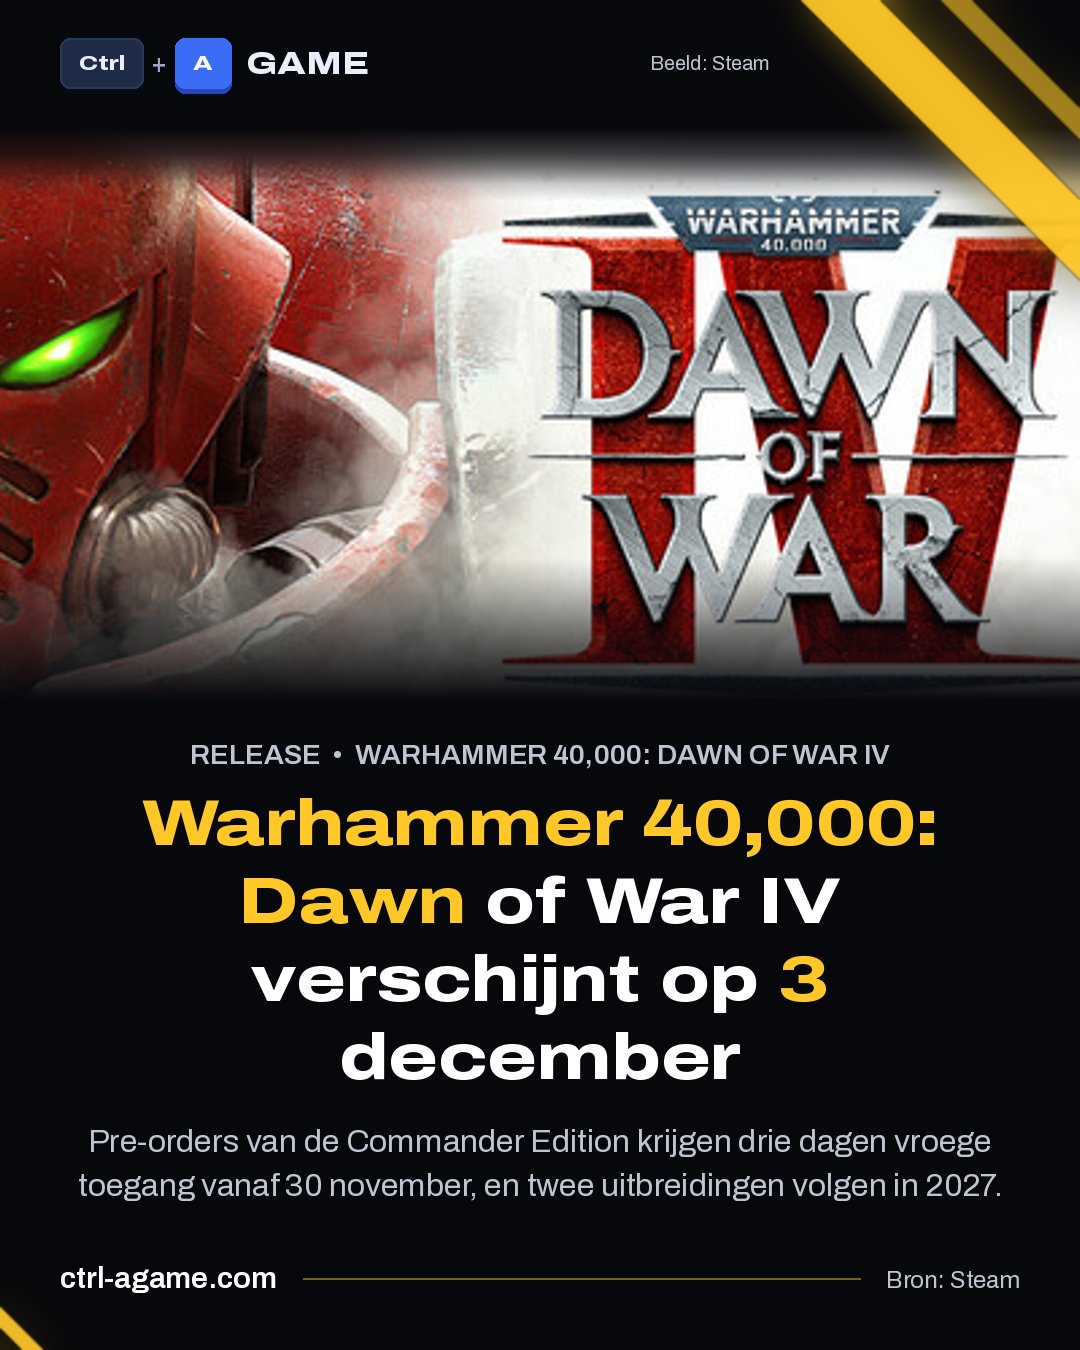 Ctrl + A GAME
Beeld: Steam
WARHAMMER
40,000
DAWN
OF
WAR
IV
RELEASE • WARHAMMER 40,000: DAWN OF WAR IV
Warhammer 40,000:
Dawn of War IV
verschijnt op 3
december
Pre-orders van de Commander Edition krijgen drie dagen vroege
toegang vanaf 30 november, en twee uitbreidingen volgen in 2027.
ctrl-agame.com
Bron: Steam